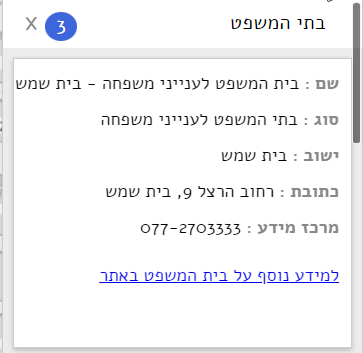 בתי המשפט 3 X
שם : בית המשפט לענייני משפחה - בית שמש
סוג : בתי המשפט לענייני משפחה
ישוב : בית שמש
כתובת : רחוב הרצל 9, בית שמש
מרכז מידע : 077-2703333
למידע נוסף על בית המשפט באתר